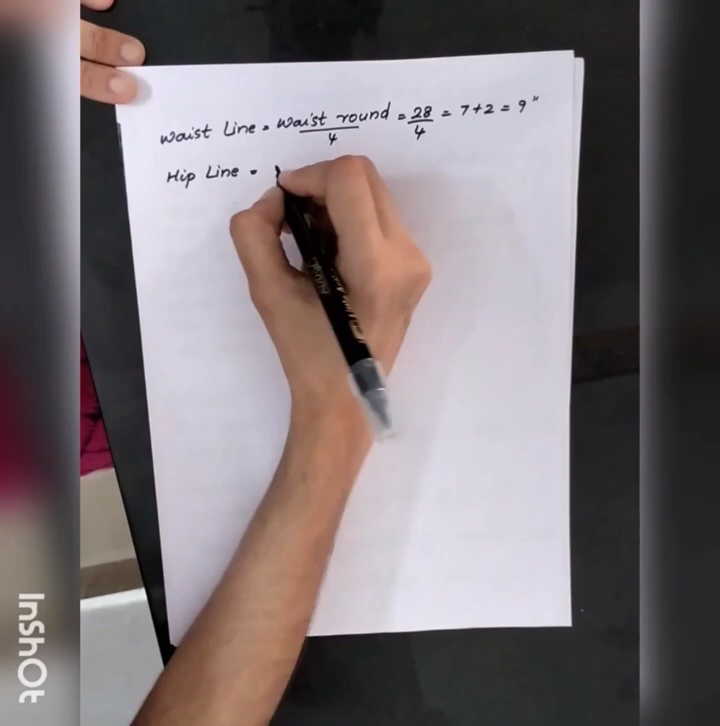 Waist Line = Waist round/4 = 28/4 = 7+2 = 9"
Hip Line =
InShOt